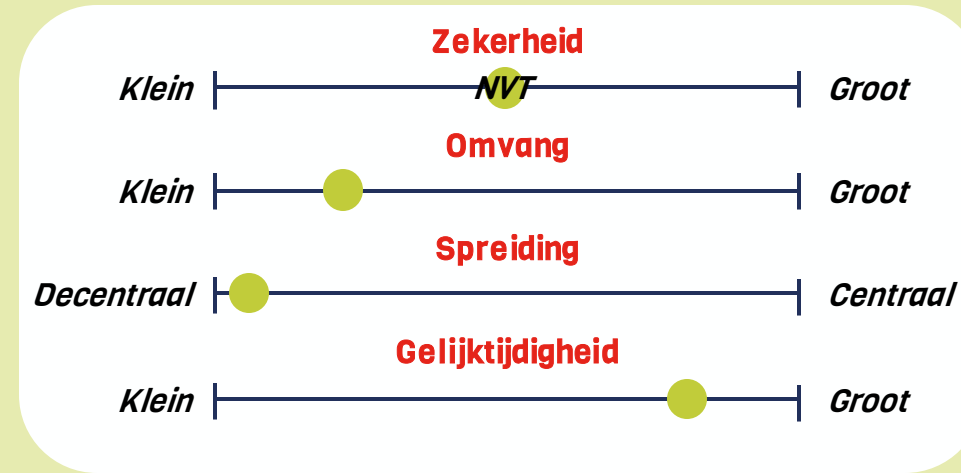 Zekerheid
Klein NVT Groot
Omvang
Klein Groot
Spreiding
Decentraal Centraal
Gelijktijdigheid
Klein Groot